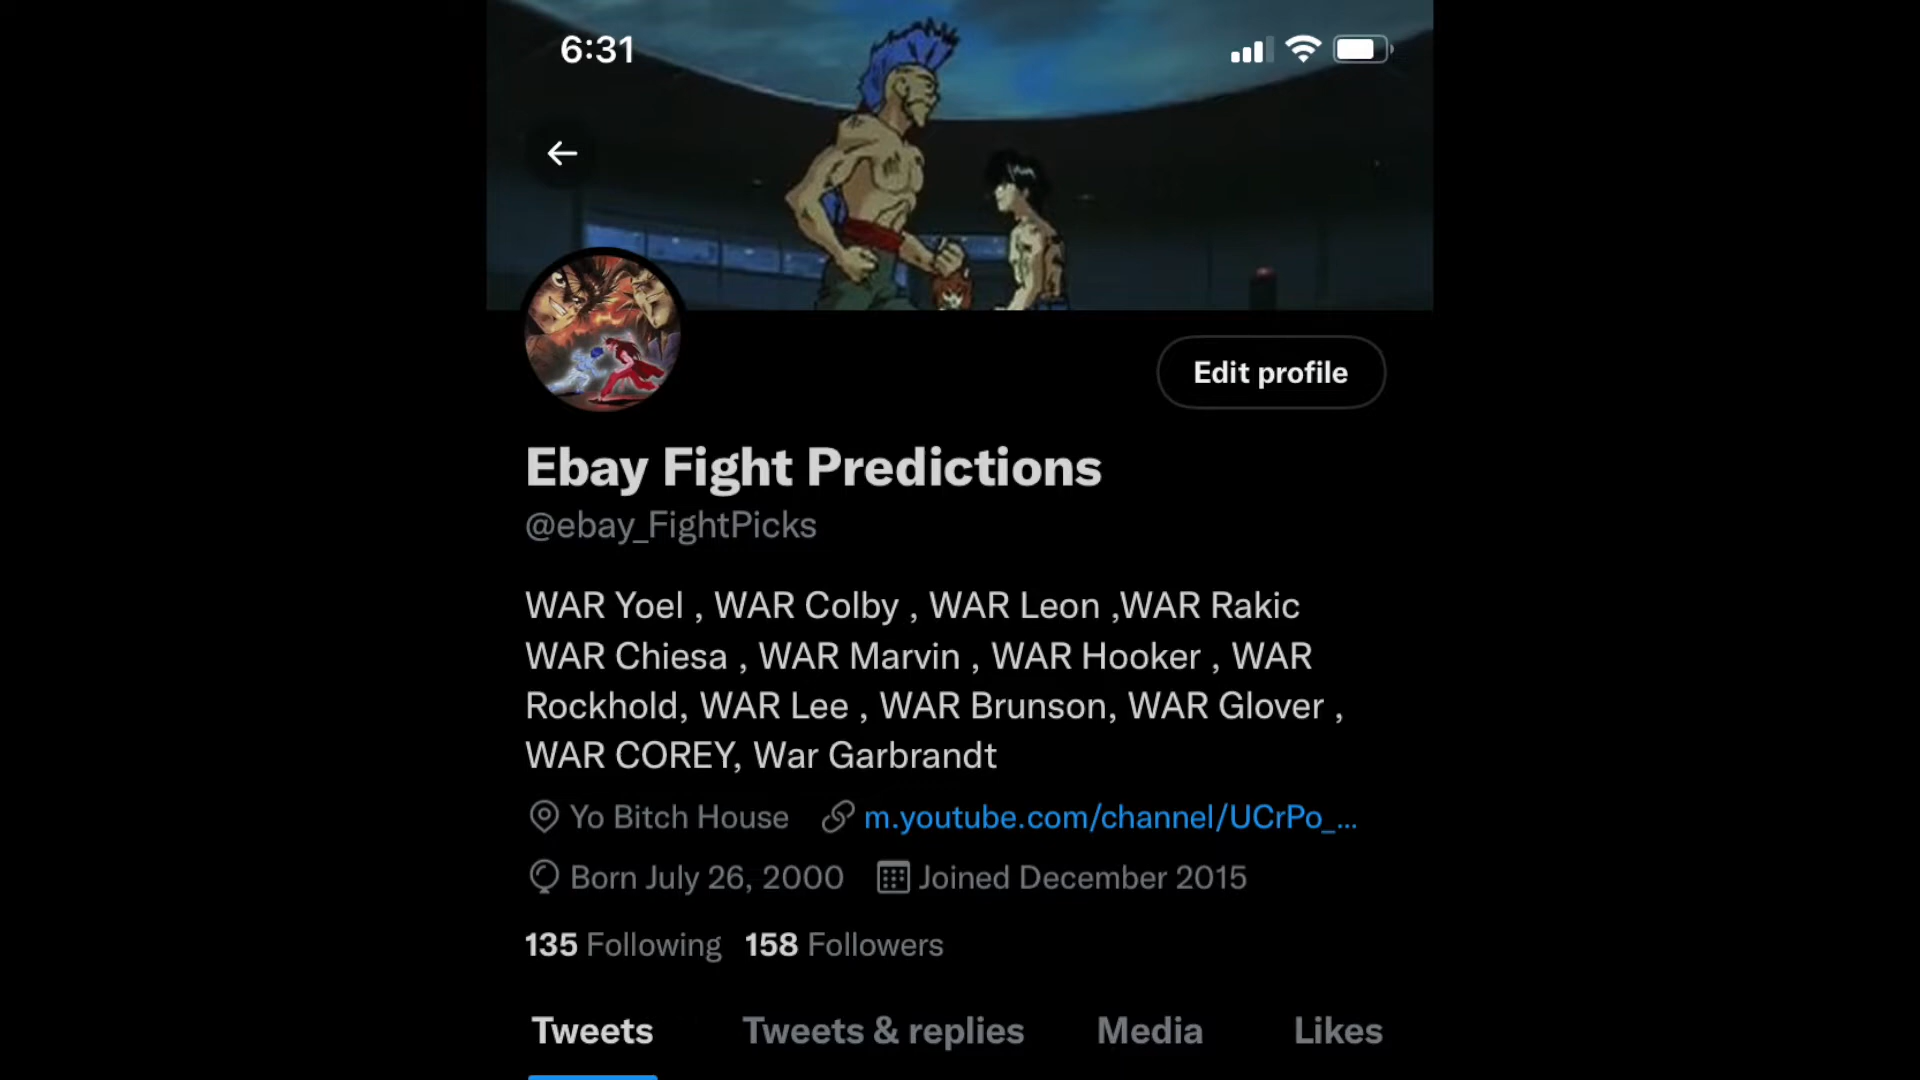 6:31
Edit profile
Ebay Fight Predictions
@ebay_FightPicks
WAR Yoel , WAR Colby , WAR Leon ,WAR Rakic
WAR Chiesa , WAR Marvin , WAR Hooker , WAR
Rockhold, WAR Lee , WAR Brunson, WAR Glover ,
WAR COREY, War Garbrandt
Yo Bitch House m.youtube.com/channel/UCrPo_...
Born July 26, 2000 Joined December 2015
135 Following 158 Followers
Tweets Tweets & replies Media Likes